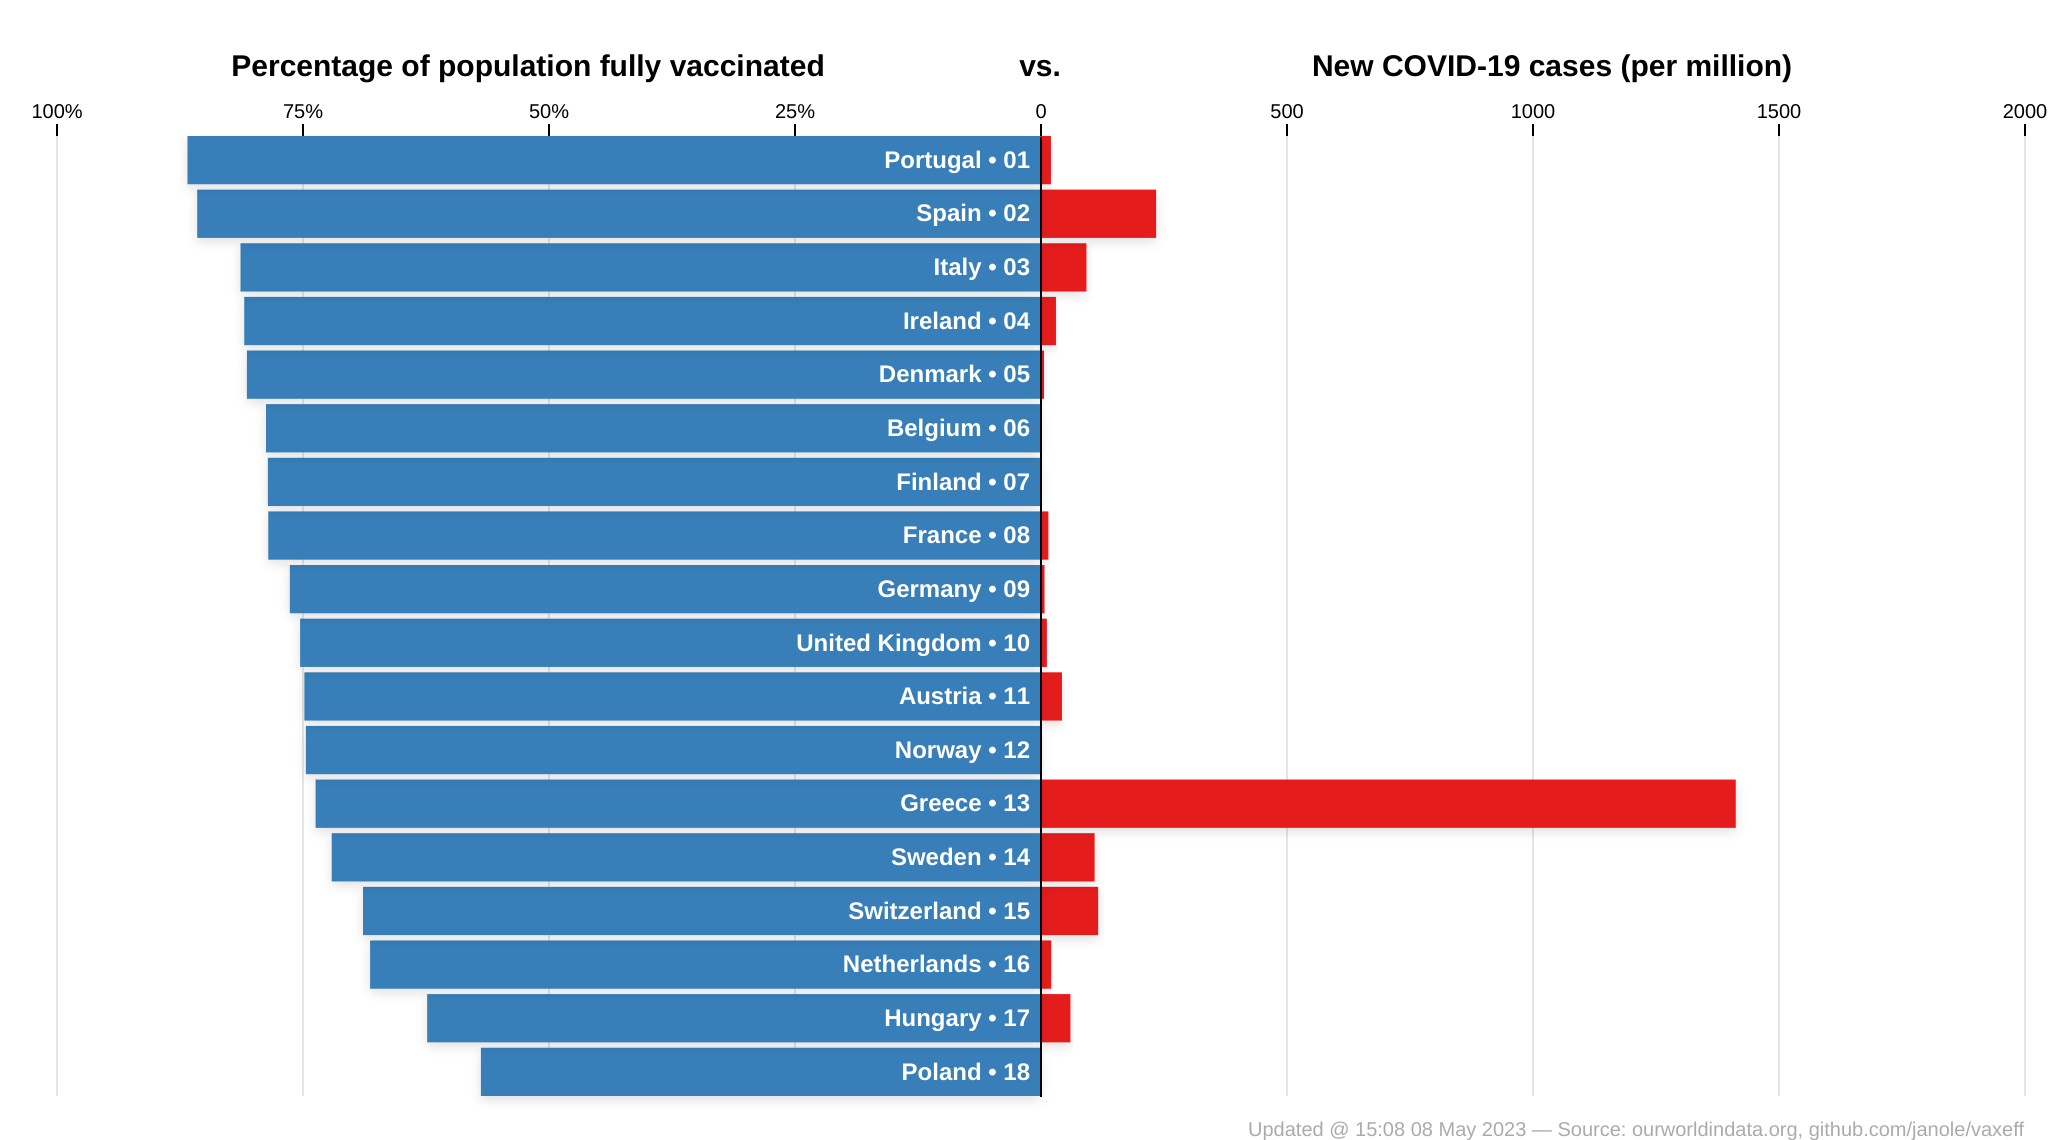 Percentage of population fully vaccinated vs. New COVID-19 cases (per million)
100% 75% 50% 25% 0 500 1000 1500 2000
Portugal • 01
Spain • 02
Italy • 03
Ireland • 04
Denmark • 05
Belgium • 06
Finland • 07
France • 08
Germany • 09
United Kingdom • 10
Austria • 11
Norway • 12
Greece • 13
Sweden • 14
Switzerland • 15
Netherlands • 16
Hungary • 17
Poland • 18
Updated @ 15:08 08 May 2023 — Source: ourworldindata.org, github.com/janole/vaxeff